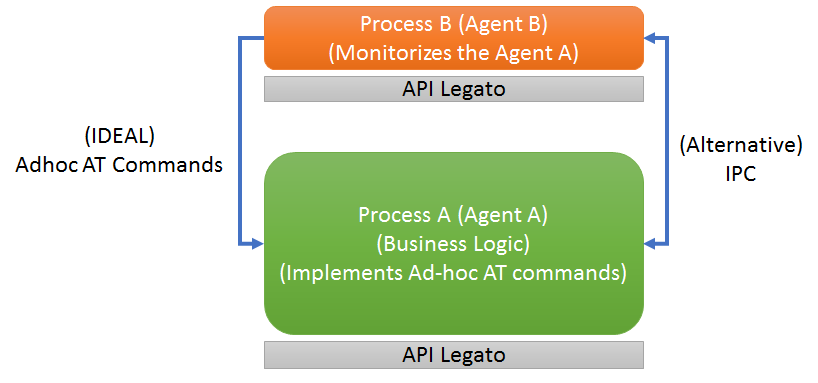 Process B (Agent B)
(Monitorizes the Agent A)
API Legato
(IDEAL)
Adhoc AT Commands
(Alternative)
IPC
Process A (Agent A)
(Business Logic)
(Implements Ad-hoc AT commands)
API Legato